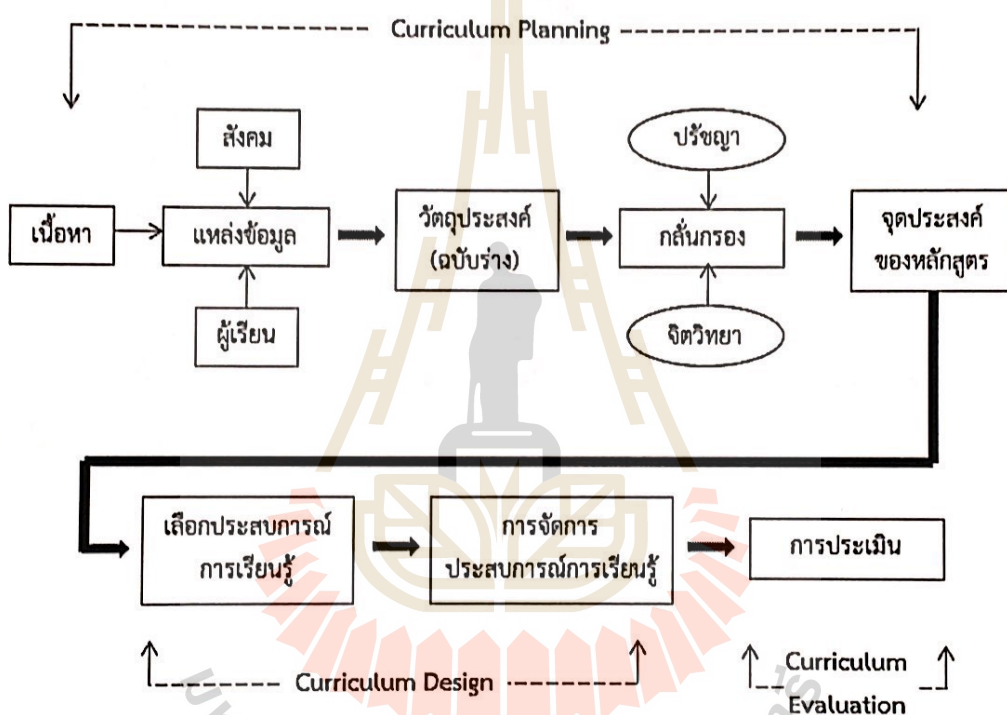 Curriculum Planning
สังคม
ปรัชญา
เนื้อหา
แหล่งข้อมูล
วัตถุประสงค์
(ฉบับร่าง)
กลั่นกรอง
จุดประสงค์
ของหลักสูตร
ผู้เรียน
จิตวิทยา
เลือกประสบการณ์
การเรียนรู้
การจัดการ
ประสบการณ์การเรียนรู้
การประเมิน
Curriculum Design
Curriculum
Evaluation